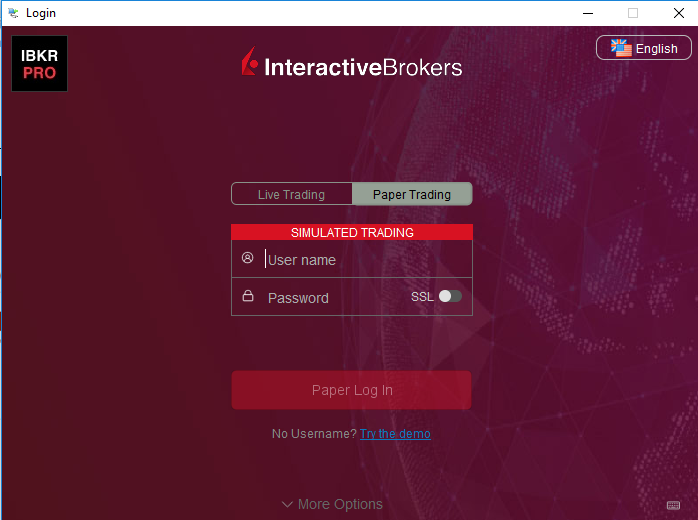 Login
IBKR
PRO
InteractiveBrokers
English
Live Trading
Paper Trading
SIMULATED TRADING
User name
Password
SSL
Paper Log In
No Username? Try the demo
More Options